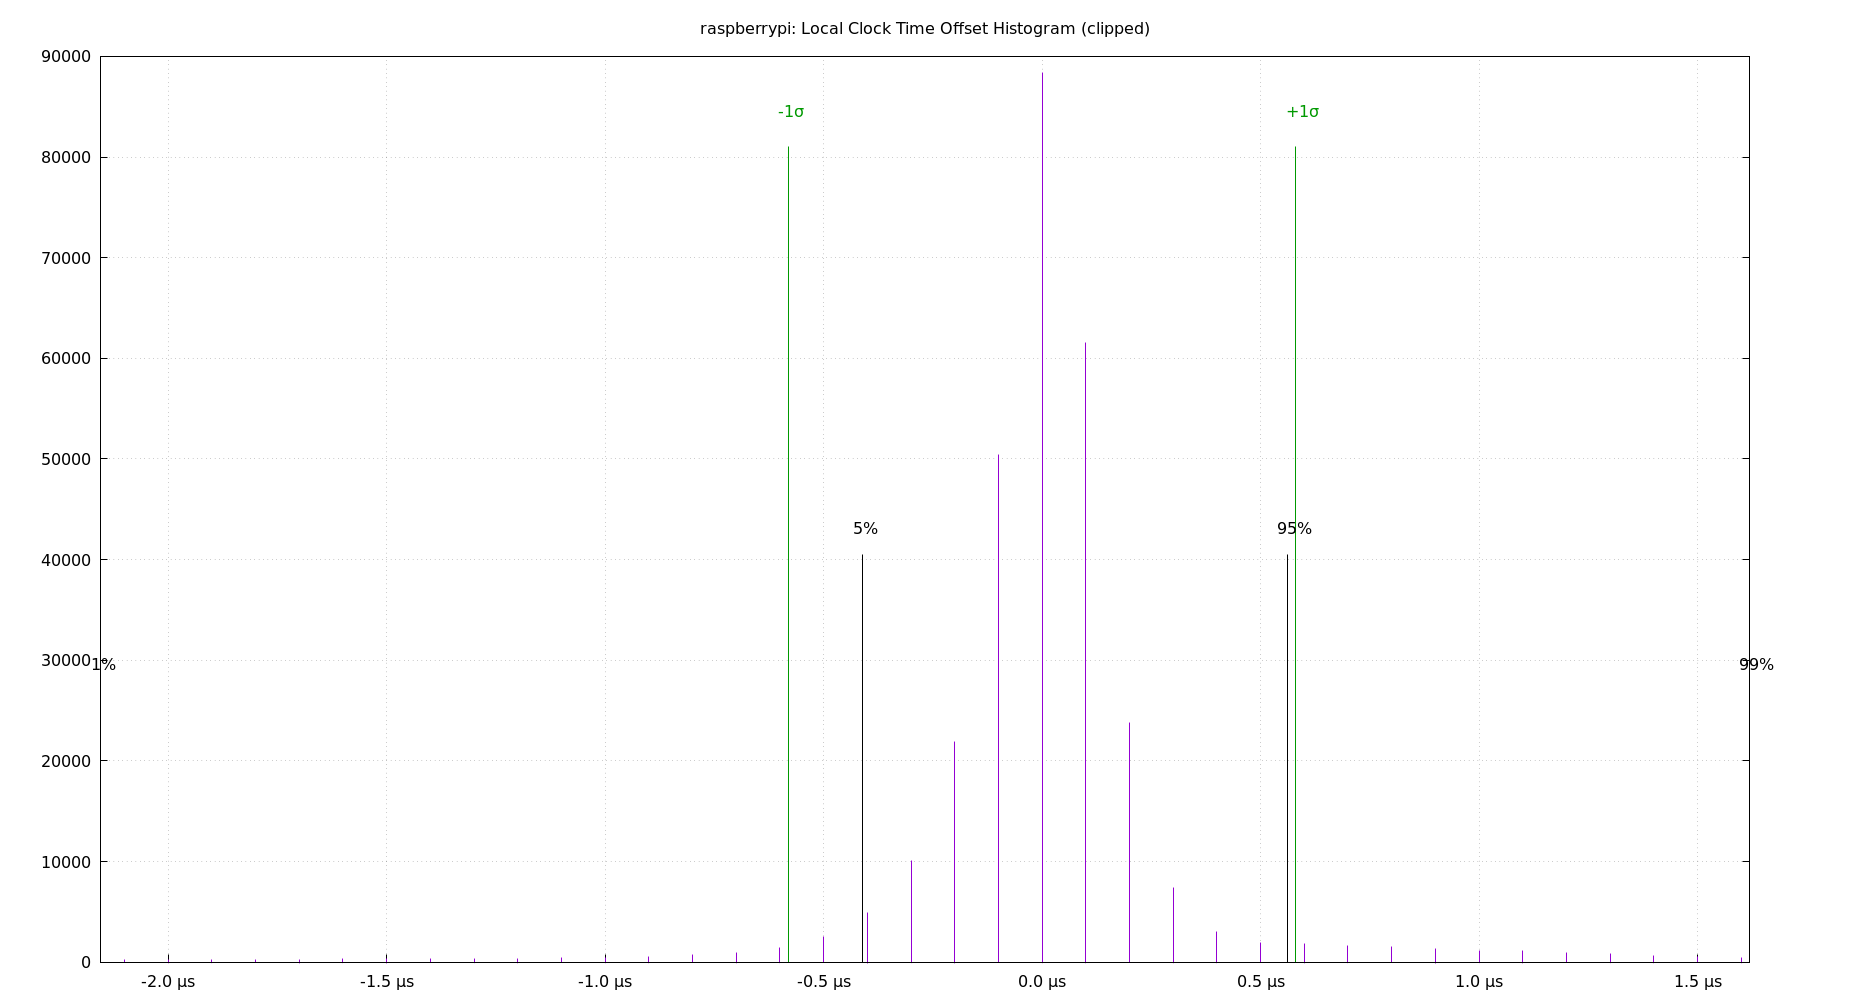 raspberrypi: Local Clock Time Offset Histogram (clipped)
90000
-1σ
+1σ
80000
70000
60000
50000
5%
95%
40000
30000
1%
99%
20000
10000
0
-2.0 µs
-1.5 µs
-1.0 µs
-0.5 µs
0.0 µs
0.5 µs
1.0 µs
1.5 µs